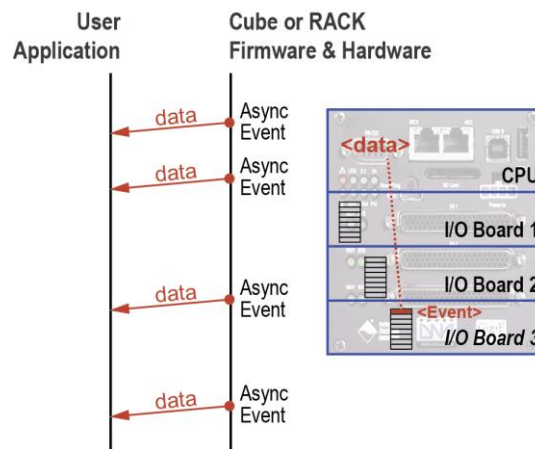 User
Application
Cube or RACK
Firmware & Hardware
data
Async
Event
data
Async
Event
data
Async
Event
data
Async
Event
<data>
CPU
I/O Board 1
I/O Board 2
<Event>
I/O Board 3